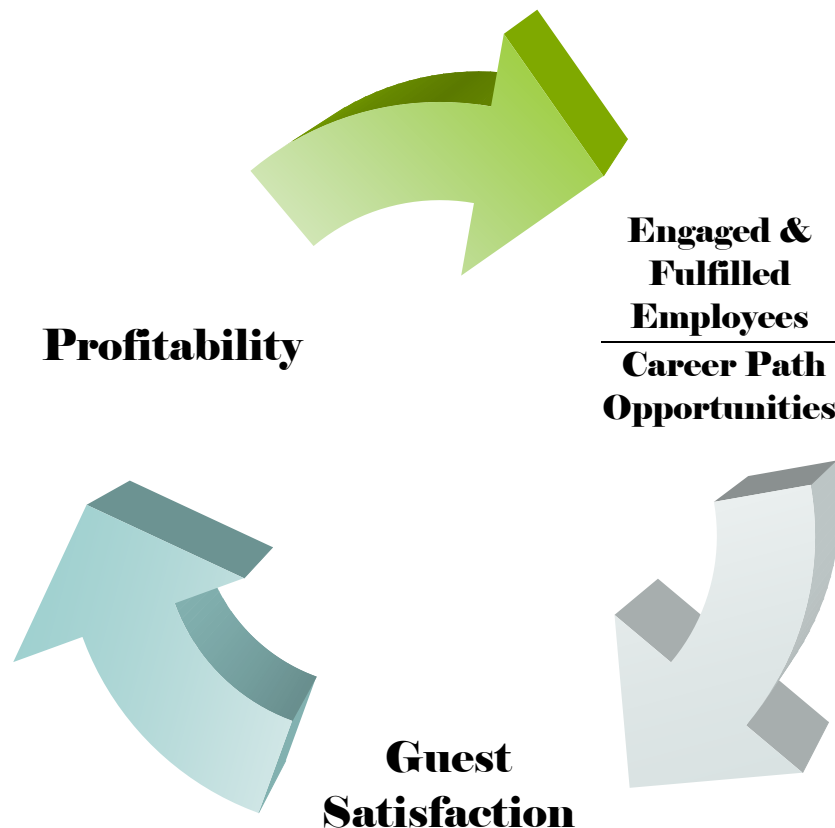 Engaged &
Fulfilled
Employees
Career Path
Opportunities
Profitability
Guest
Satisfaction